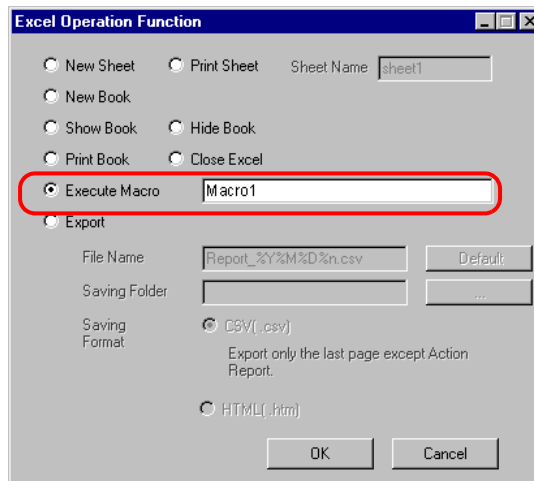 Excel Operation Function
New Sheet Print Sheet Sheet Name sheet1
New Book
Show Book Hide Book
Print Book Close Excel
Execute Macro Macro1
Export
File Name Report_%Y%M%D%n.csv Default
Saving Folder ...
Saving Format CSV( .csv)
Export only the last page except Action
Report.
HTML( .htm)
OK Cancel